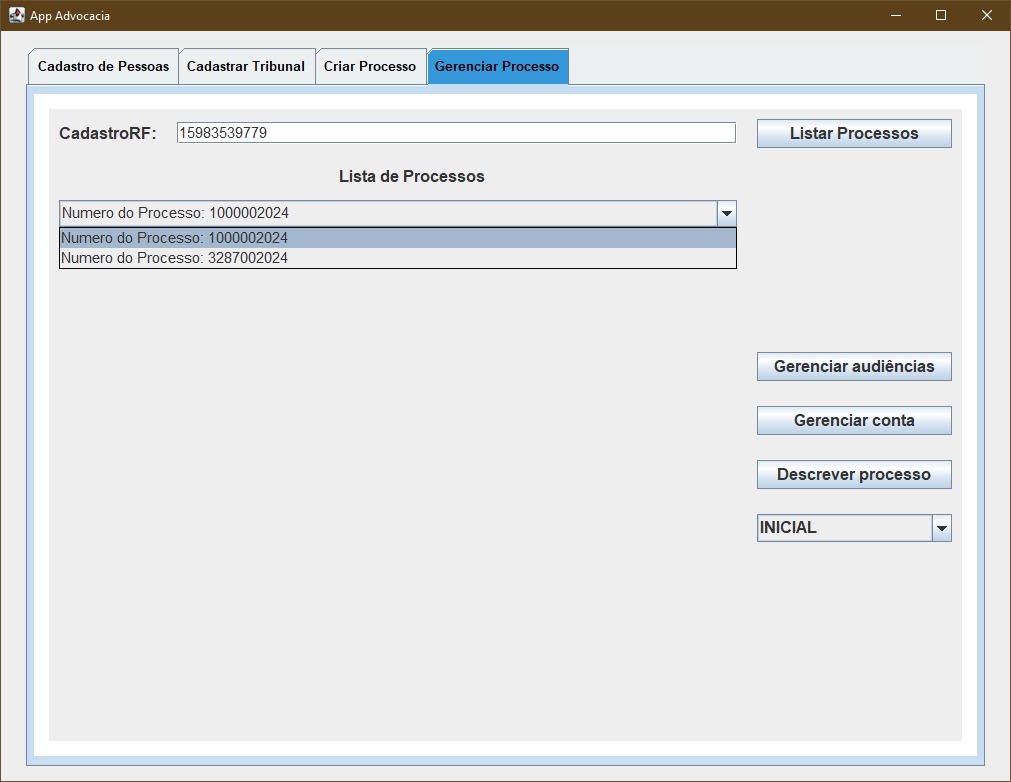 App Advocacia
Cadastro de Pessoas Cadastrar Tribunal Criar Processo Gerenciar Processo
CadastroRF: 15983539779 Listar Processos
Lista de Processos
Numero do Processo: 1000002024
Numero do Processo: 1000002024
Numero do Processo: 3287002024
Gerenciar audiências
Gerenciar conta
Descrever processo
INICIAL